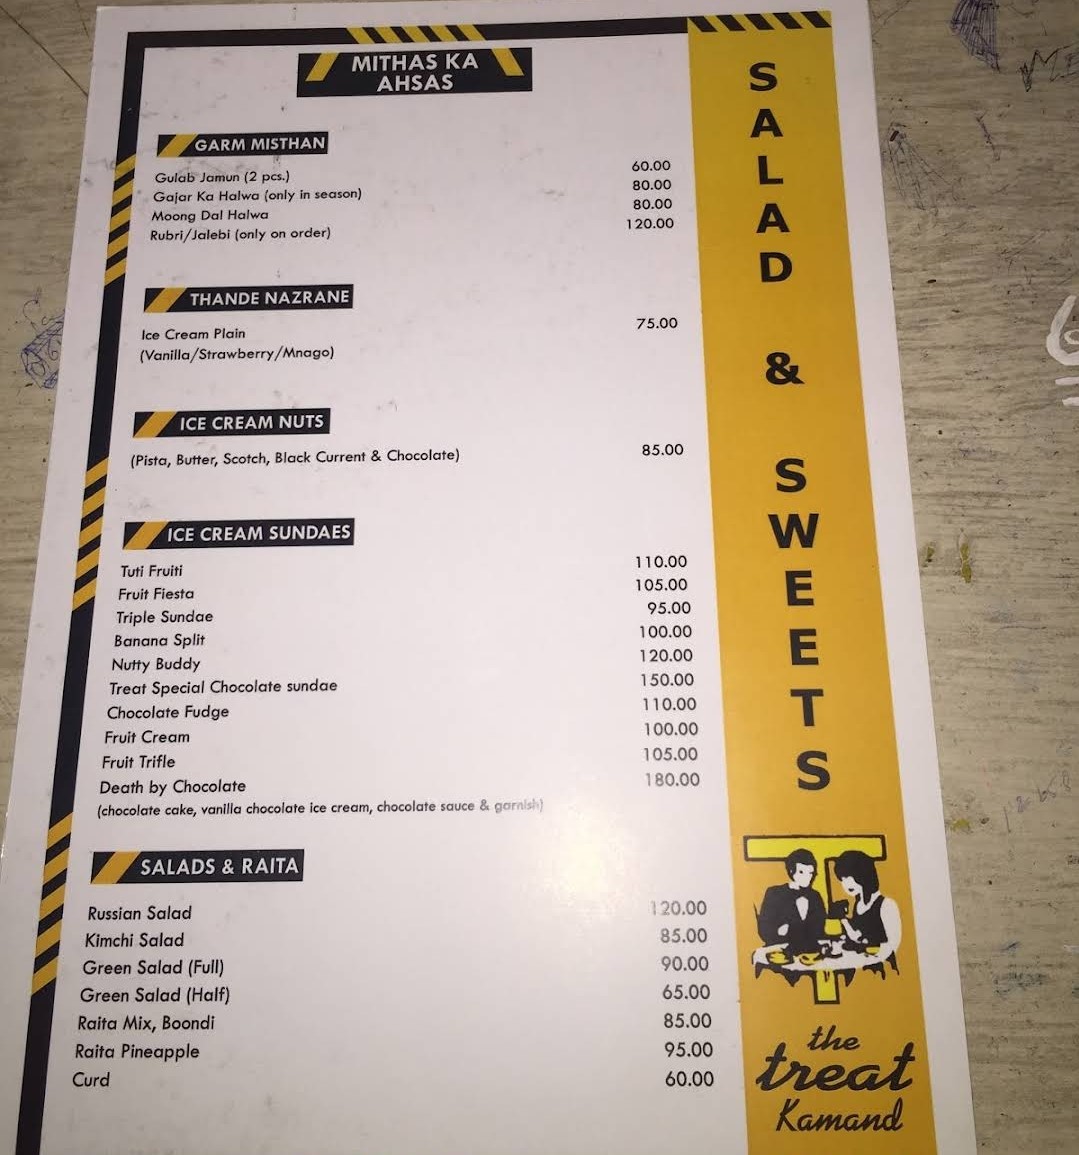 MITHAS KA
AHSAS
GARM MISTHAN
Gulab Jamun (2 pcs.) 60.00
Gajar Ka Halwa (only in season) 80.00
Moong Dal Halwa 80.00
Rubri/Jalebi (only on order) 120.00
THANDE NAZRANE
Ice Cream Plain 75.00
(Vanilla/Strawberry/Mnago)
ICE CREAM NUTS
(Pista, Butter, Scotch, Black Current & Chocolate) 85.00
ICE CREAM SUNDAES
Tuti Fruiti 110.00
Fruit Fiesta 105.00
Triple Sundae 95.00
Banana Split 100.00
Nutty Buddy 120.00
Treat Special Chocolate sundae 150.00
Chocolate Fudge 110.00
Fruit Cream 100.00
Fruit Trifle 105.00
Death by Chocolate 180.00
(chocolate cake, vanilla chocolate ice cream, chocolate sauce & garnish)
SALADS & RAITA
Russian Salad 120.00
Kimchi Salad 85.00
Green Salad (Full) 90.00
Green Salad (Half) 65.00
Raita Mix, Boondi 85.00
Raita Pineapple 95.00
Curd 60.00
SALAD & SWEETS
the
treat
Kamand